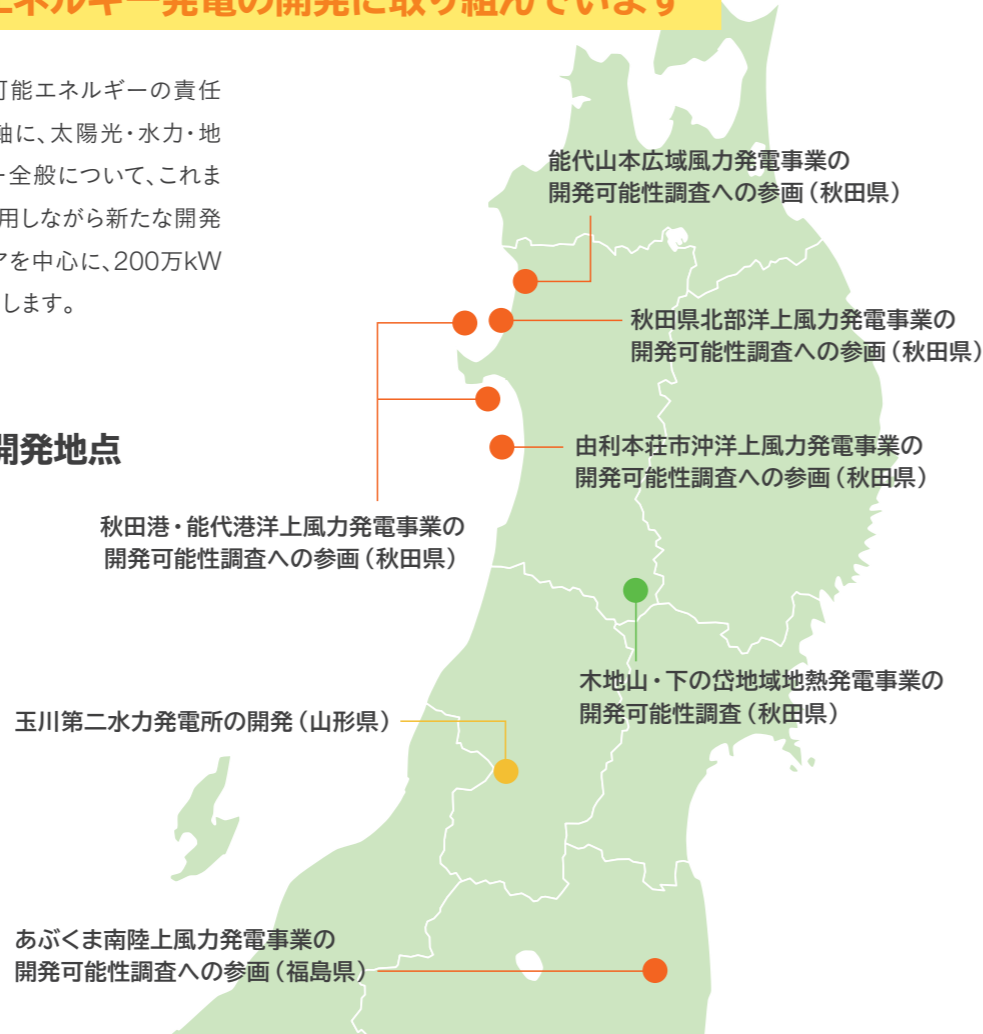 エネルギー発電の開発に取り組んでいます
可能エネルギーの責任
軸に、太陽光・水力・地
ー全般について、これま
用しながら新たな開発
アを中心に、200万kW
します。
開発地点
能代山本広域風力発電事業の
開発可能性調査への参画（秋田県）
秋田県北部洋上風力発電事業の
開発可能性調査への参画（秋田県）
由利本荘市沖洋上風力発電事業の
開発可能性調査への参画（秋田県）
秋田港・能代港洋上風力発電事業の
開発可能性調査への参画（秋田県）
木地山・下の岱地域地熱発電事業の
開発可能性調査（秋田県）
玉川第二水力発電所の開発（山形県）
あぶくま南陸上風力発電事業の
開発可能性調査への参画（福島県）